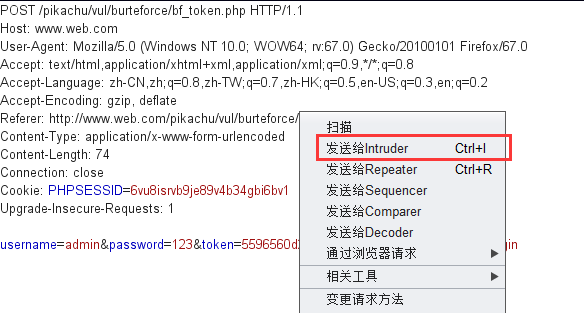 POST /pikachu/vul/burteforce/bf_token.php HTTP/1.1
Host: www.web.com
User-Agent: Mozilla/5.0 (Windows NT 10.0; WOW64; rv:67.0) Gecko/20100101 Firefox/67.0
Accept: text/html,application/xhtml+xml,application/xml;q=0.9,*/*;q=0.8
Accept-Language: zh-CN,zh;q=0.8,zh-TW;q=0.7,zh-HK;q=0.5,en-US;q=0.3,en;q=0.2
Accept-Encoding: gzip, deflate
Referer: http://www.web.com/pikachu/vul/burteforce/
Content-Type: application/x-www-form-urlencoded
Content-Length: 74
Connection: close
Cookie: PHPSESSID=6vu8isrvb9je89v4b34gbi6bv1
Upgrade-Insecure-Requests: 1
username=admin&password=123&token=5596560d gin
扫描
发送给Intruder Ctrl+I
发送给Repeater Ctrl+R
发送给Sequencer
发送给Comparer
发送给Decoder
通过浏览器请求
相关工具
变更请求方法